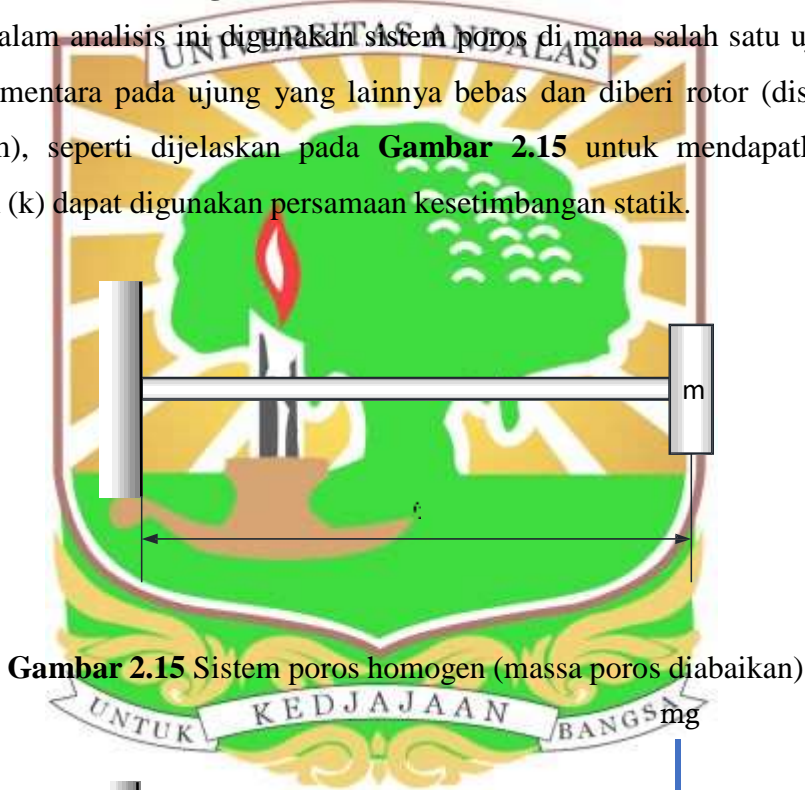 alam analisis ini digunakan sistem poros di mana salah satu u
UNIVERSITAS ANDALAS
mentara pada ujung yang lainnya bebas dan diberi rotor (dis
n), seperti dijelaskan pada Gambar 2.15 untuk mendapat
(k) dapat digunakan persamaan kesetimbangan statik.
m
Gambar 2.15 Sistem poros homogen (massa poros diabaikan)
UNTUK KEDJAJAAN BANGSA
mg